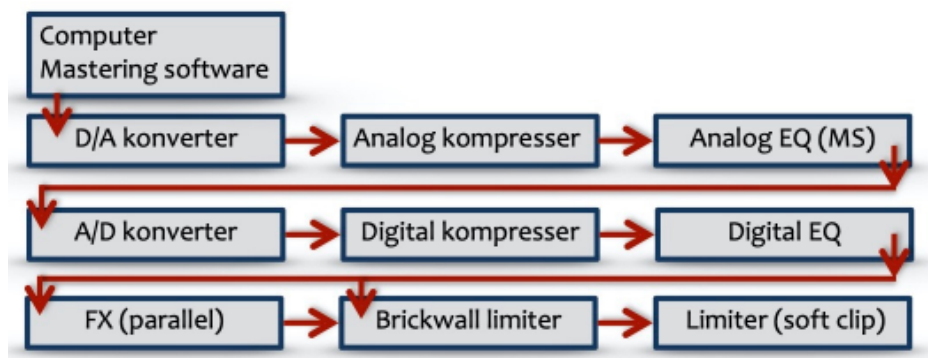 Computer
Mastering software
D/A konverter
Analog kompresser
Analog EQ (MS)
A/D konverter
Digital kompresser
Digital EQ
FX (parallel)
Brickwall limiter
Limiter (soft clip)